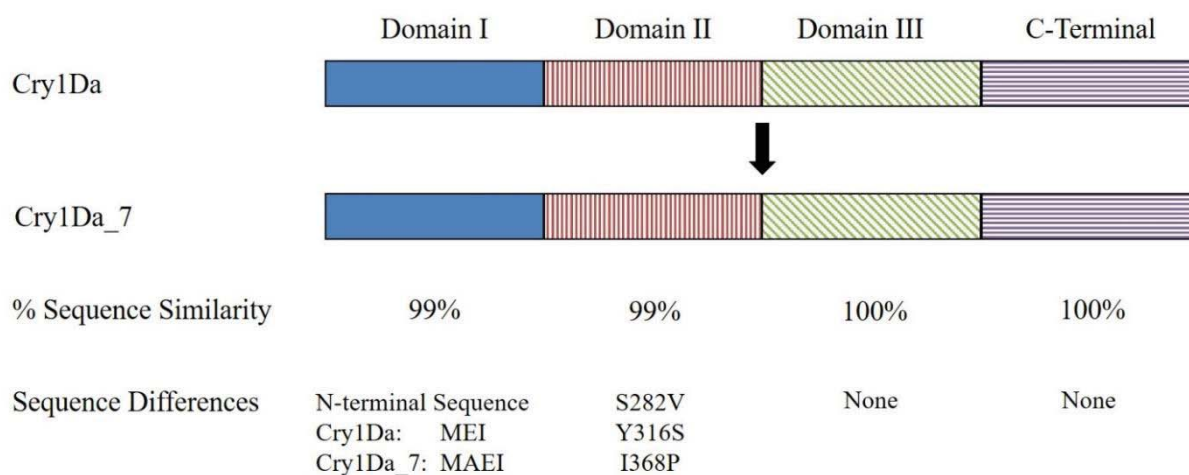 Domain I Domain II Domain III C-Terminal
Cry1Da
Cry1Da_7
% Sequence Similarity 99% 99% 100% 100%
Sequence Differences N-terminal Sequence S282V None None
Cry1Da: MEI Y316S
Cry1Da_7: MAEI I368P